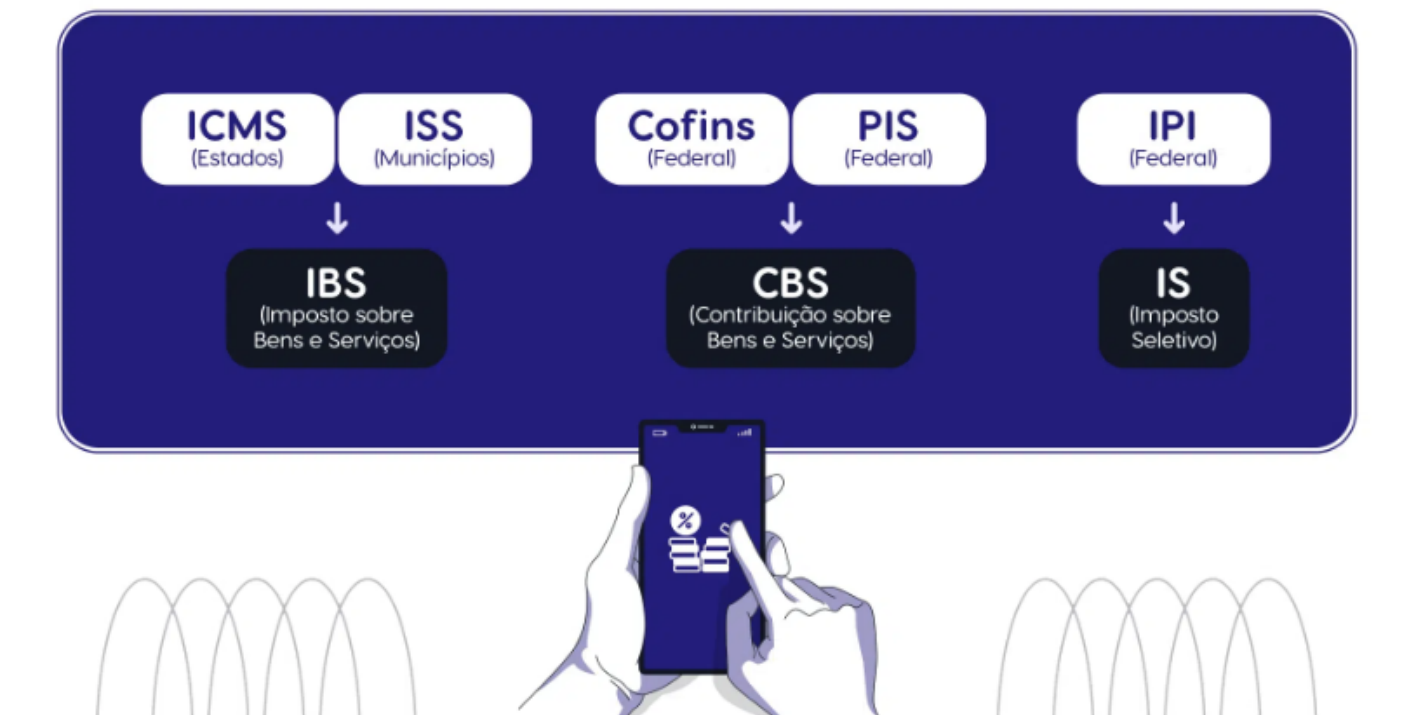 ICMS
(Estados)
ISS
(Municípios)
Cofins
(Federal)
PIS
(Federal)
IPI
(Federal)
IBS
(Imposto sobre
Bens e Serviços)
CBS
(Contribuição sobre
Bens e Serviços)
IS
(Imposto
Seletivo)
%